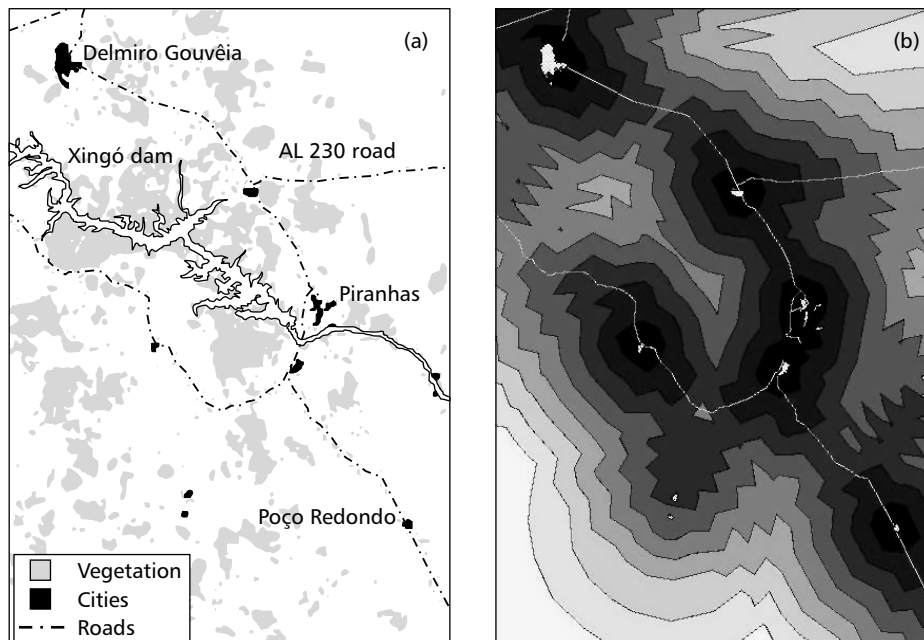 (a)
Delmiro Gouvêia
Xingó dam
AL 230 road
Piranhas
Poço Redondo
Vegetation
Cities
Roads
(b)